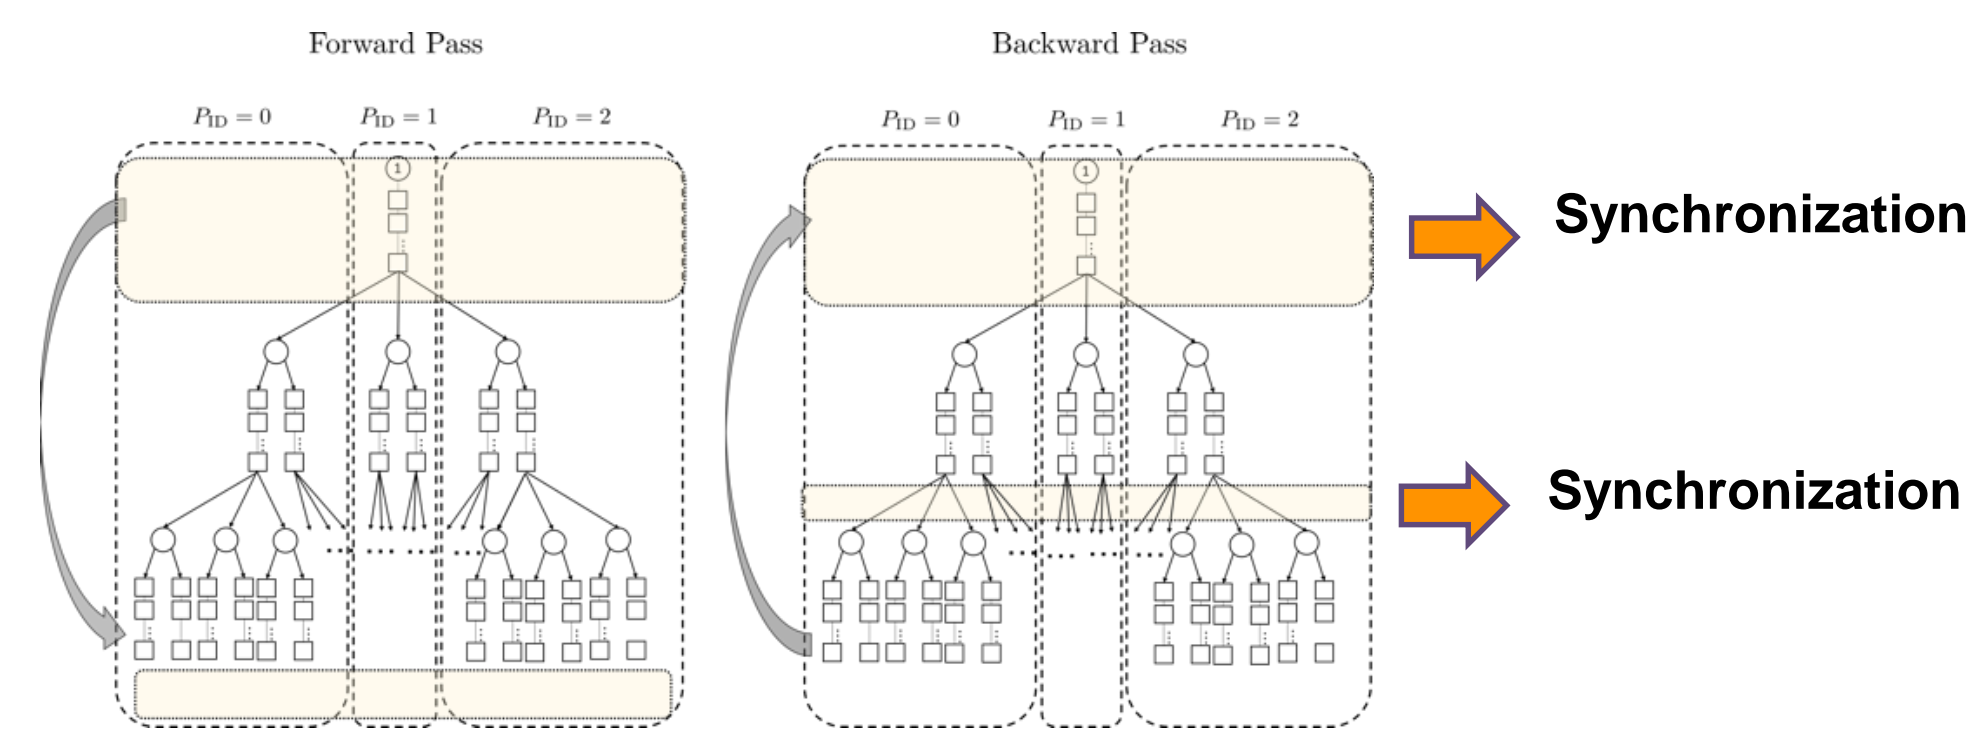 Forward Pass
Backward Pass
P_ID = 0
P_ID = 1
P_ID = 2
P_ID = 0
P_ID = 1
P_ID = 2
1
1
Synchronization
Synchronization